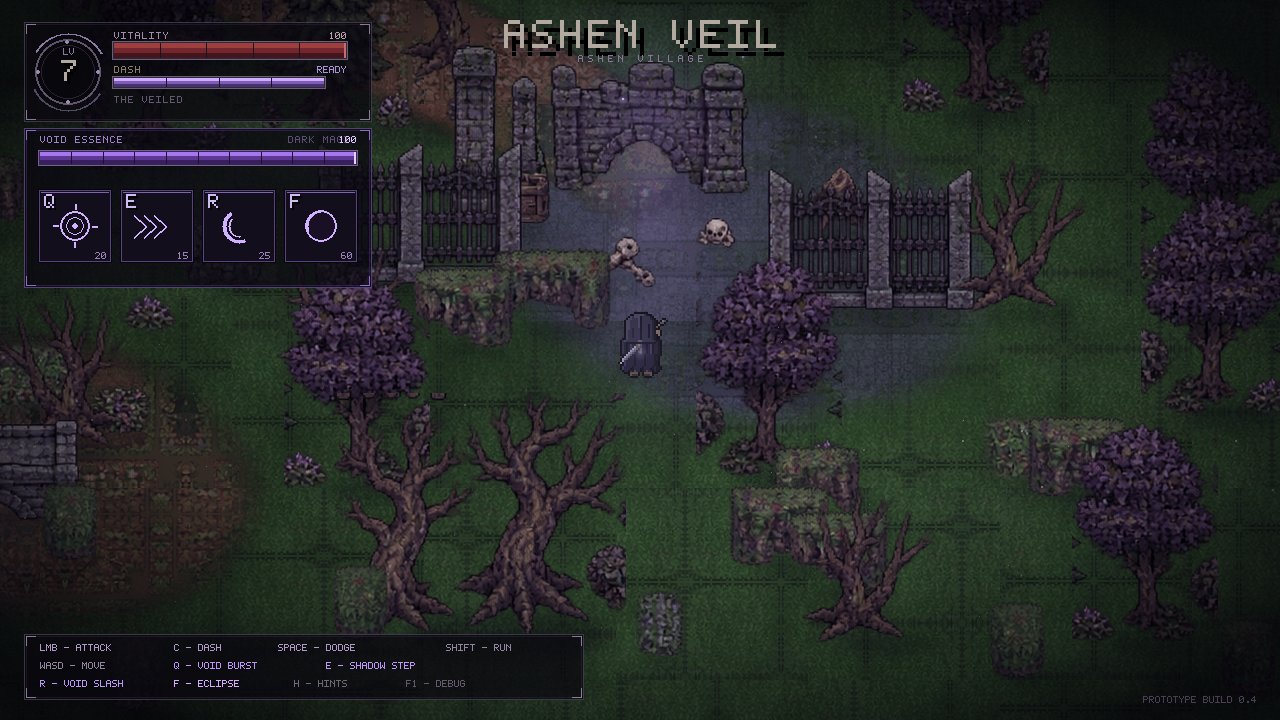 ASHEN VEIL
ASHEN VILLAGE
LV
7
VITALITY 100
DASH READY
THE VEILED
VOID ESSENCE DARK 100
Q E R F
20 15 25 60
LMB - ATTACK C - DASH SPACE - DODGE SHIFT - RUN
WASD - MOVE Q - VOID BURST E - SHADOW STEP
R - VOID SLASH F - ECLIPSE H - HINTS F1 - DEBUG
PROTOTYPE BUILD 0.4